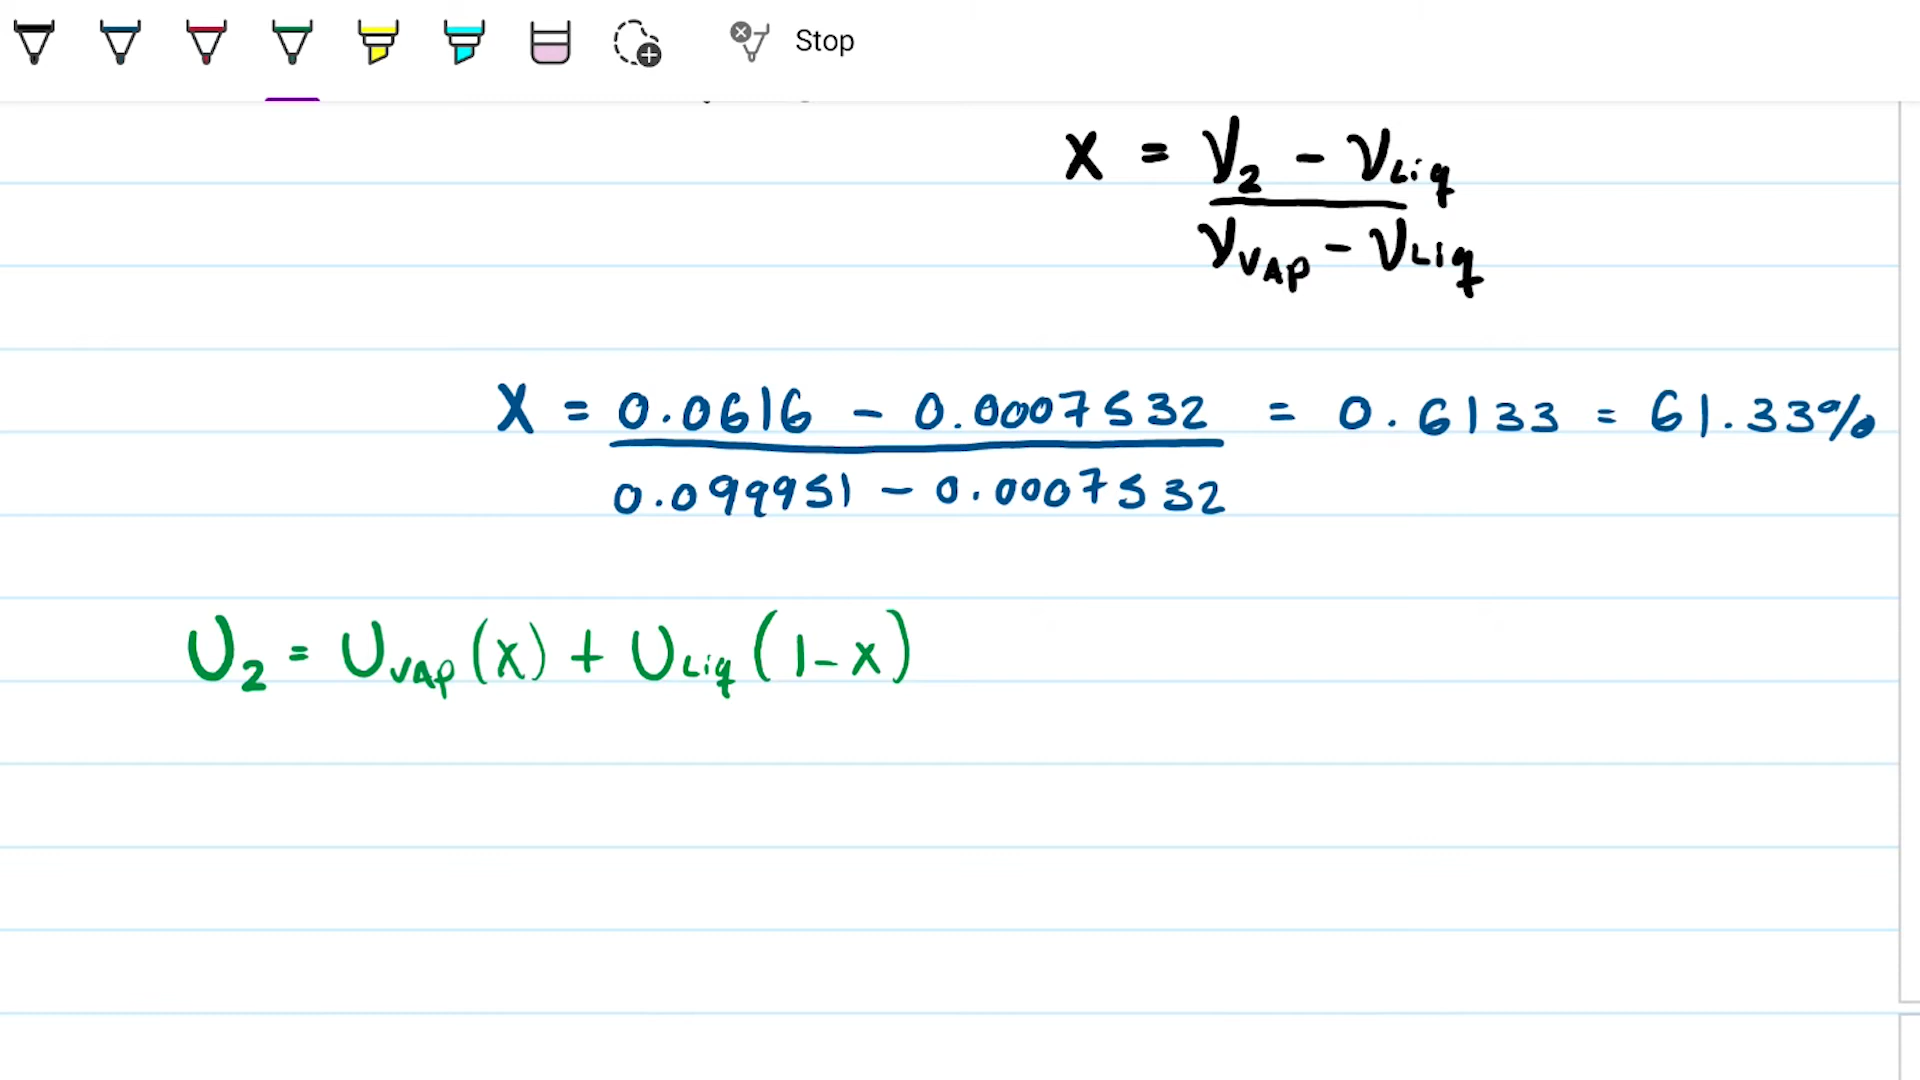 Stop
x = V₂ - VLiq
VVAP - VLiq
X = 0.0616 - 0.0007532 = 0.6133 = 61.33%
0.099951 - 0.0007532
U₂ = UVAP (x) + ULiq (1-x)